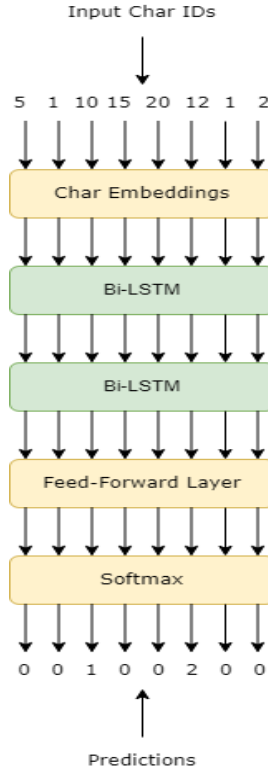 Input Char IDs
5 1 10 15 20 12 1 2
Char Embeddings
Bi-LSTM
Bi-LSTM
Feed-Forward Layer
Softmax
0 0 1 0 0 2 0 0
Predictions